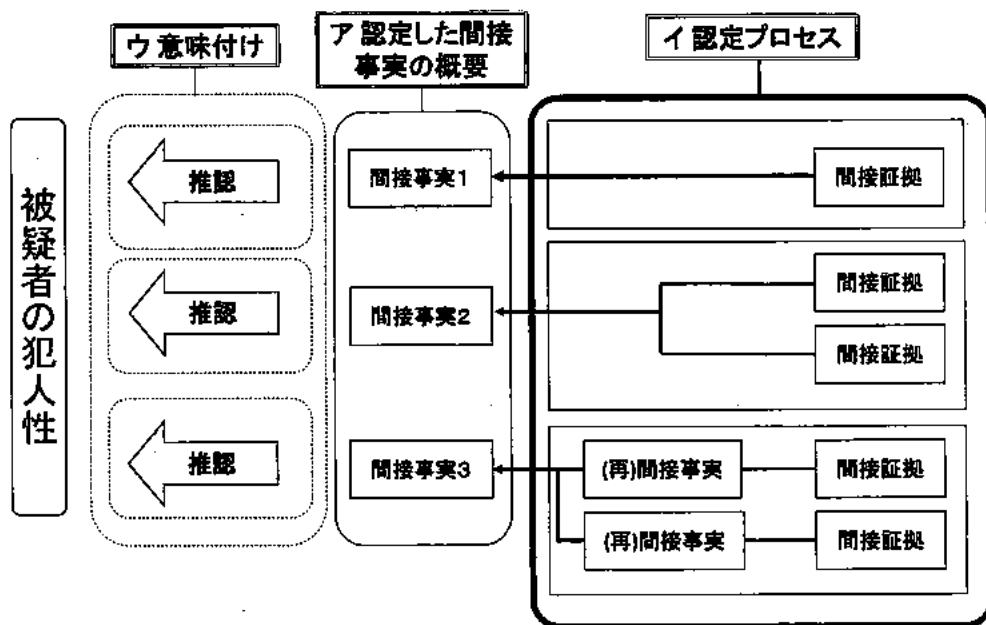 ウ 意味付け
ア 認定した間接
事実の概要
イ 認定プロセス
被疑者の犯人性
推認
間接事実1
間接証拠
推認
間接事実2
間接証拠
間接証拠
推認
間接事実3
(再)間接事実
間接証拠
(再)間接事実
間接証拠